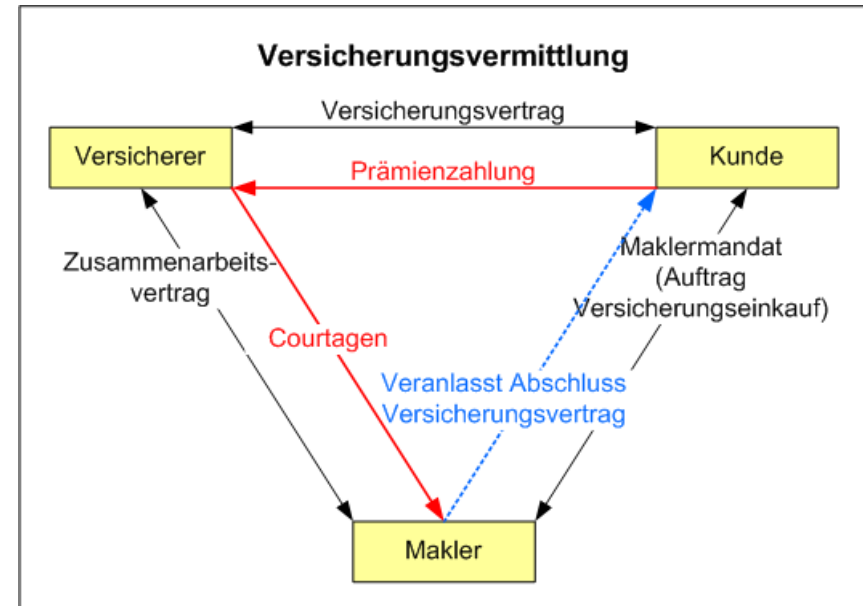 Versicherungsvermittlung
Versicherungsvertrag
Versicherer
Kunde
Prämienzahlung
Zusammenarbeits-
vertrag
Maklermandat
(Auftrag
Versicherungseinkauf)
Courtagen
Veranlasst Abschluss
Versicherungsvertrag
Makler